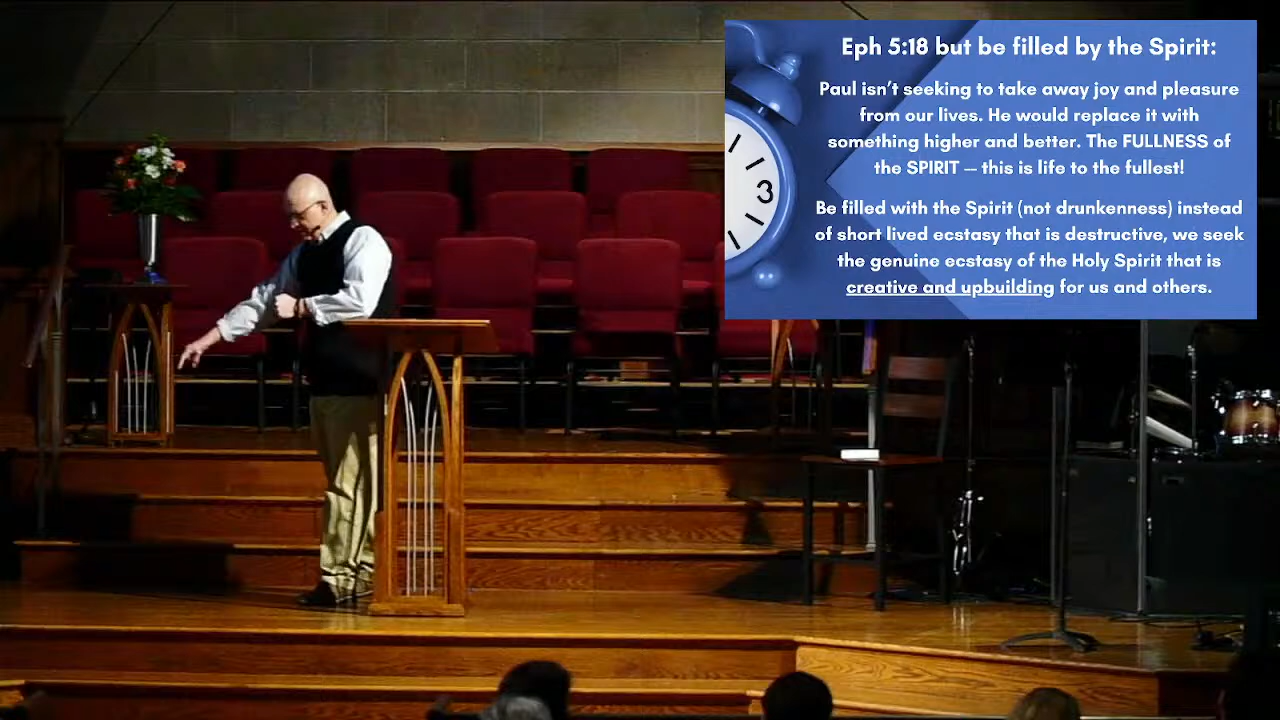 Eph 5:18 but be filled by the Spirit:
Paul isn't seeking to take away joy and pleasure
from our lives. He would replace it with
something higher and better. The FULLNESS of
the SPIRIT — this is life to the fullest!
Be filled with the Spirit (not drunkenness) instead
of short lived ecstasy that is destructive, we seek
the genuine ecstasy of the Holy Spirit that is
creative and upbuilding for us and others.
3